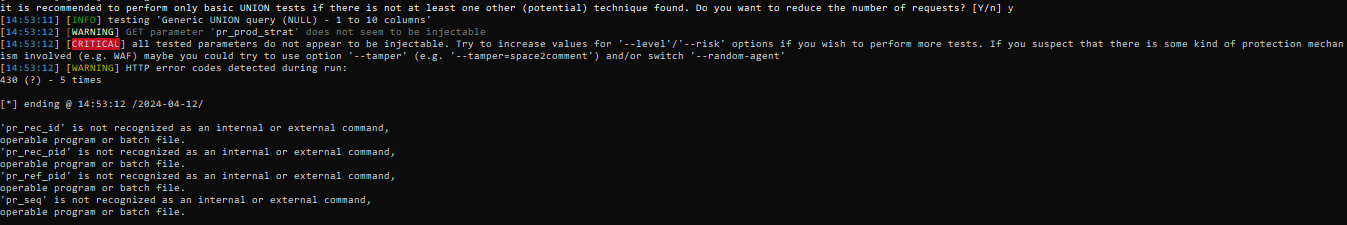 it is recommended to perform only basic UNION tests if there is not at least one other (potential) technique found. Do you want to reduce the number of requests? [Y/n] y
[14:53:11] [INFO] testing 'Generic UNION query (NULL) - 1 to 10 columns'
[14:53:12] [WARNING] GET parameter 'pr_prod_strat' does not seem to be injectable
[14:53:12] [CRITICAL] all tested parameters do not appear to be injectable. Try to increase values for '--level'/'--risk' options if you wish to perform more tests. If you suspect that there is some kind of protection mechan
ism involved (e.g. WAF) maybe you could try to use option '--tamper' (e.g. '--tamper=space2comment') and/or switch '--random-agent'
[14:53:12] [WARNING] HTTP error codes detected during run:
430 (?) - 5 times
[*] ending @ 14:53:12 /2024-04-12/
'pr_rec_id' is not recognized as an internal or external command,
operable program or batch file.
'pr_rec_pid' is not recognized as an internal or external command,
operable program or batch file.
'pr_ref_pid' is not recognized as an internal or external command,
operable program or batch file.
'pr_seq' is not recognized as an internal or external command,
operable program or batch file.